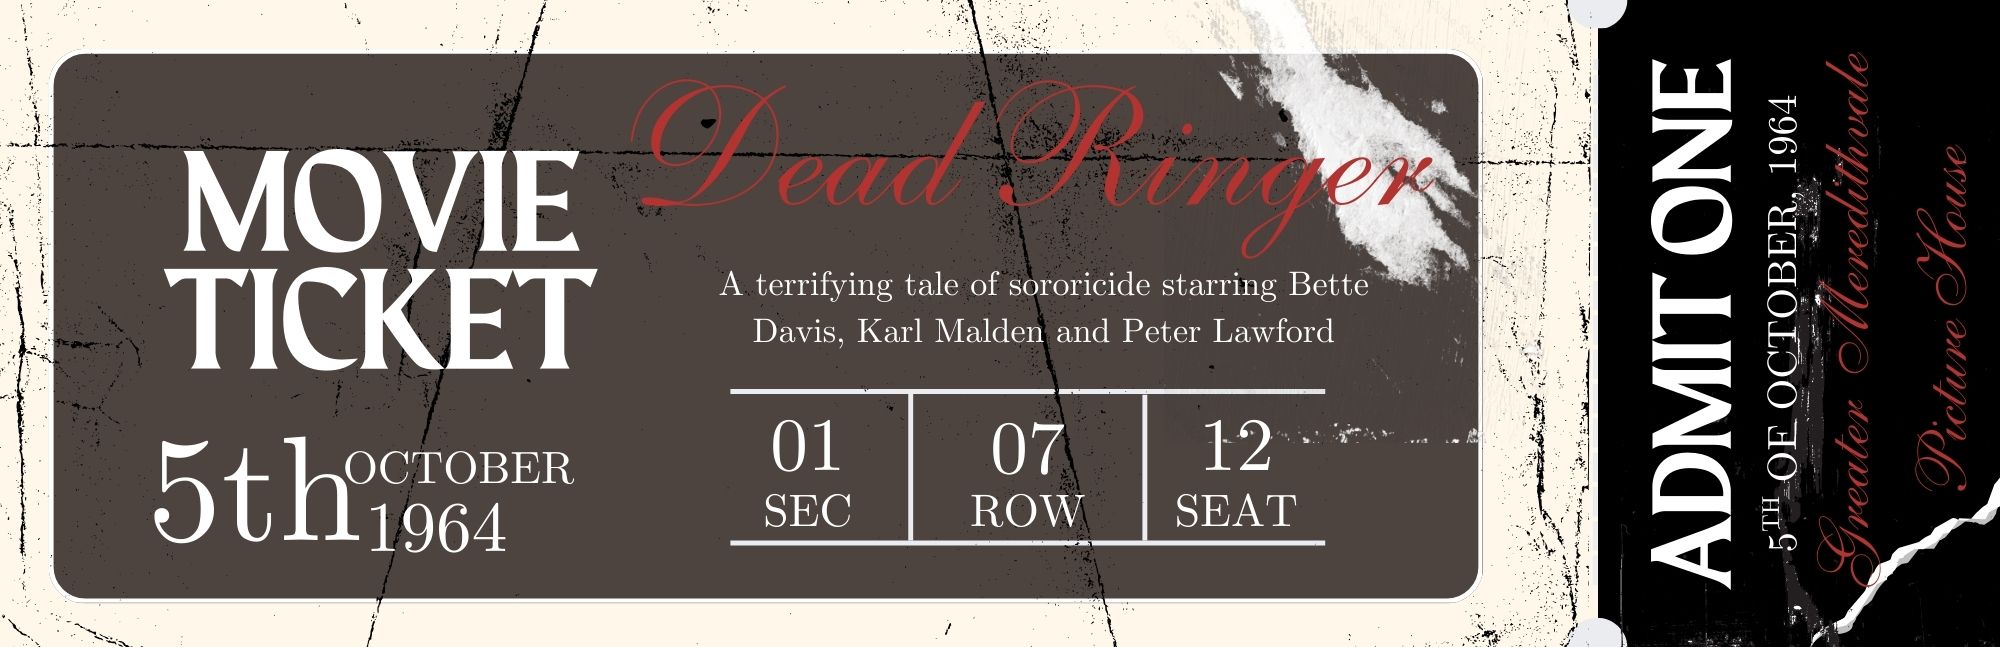 MOVIE
TICKET
5th OCTOBER
1964
Dead Ringer
A terrifying tale of sororicide starring Bette
Davis, Karl Malden and Peter Lawford
01 07 12
SEC ROW SEAT
ADMIT ONE
5TH OF OCTOBER, 1964
Greater Meredithvale
Picture House